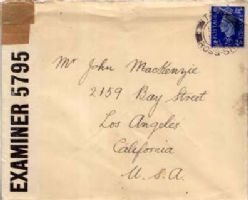 EXAMINER 5795
Mr John MacKenzie
2159 Bay Street
Los Angeles
California
U.S.A.